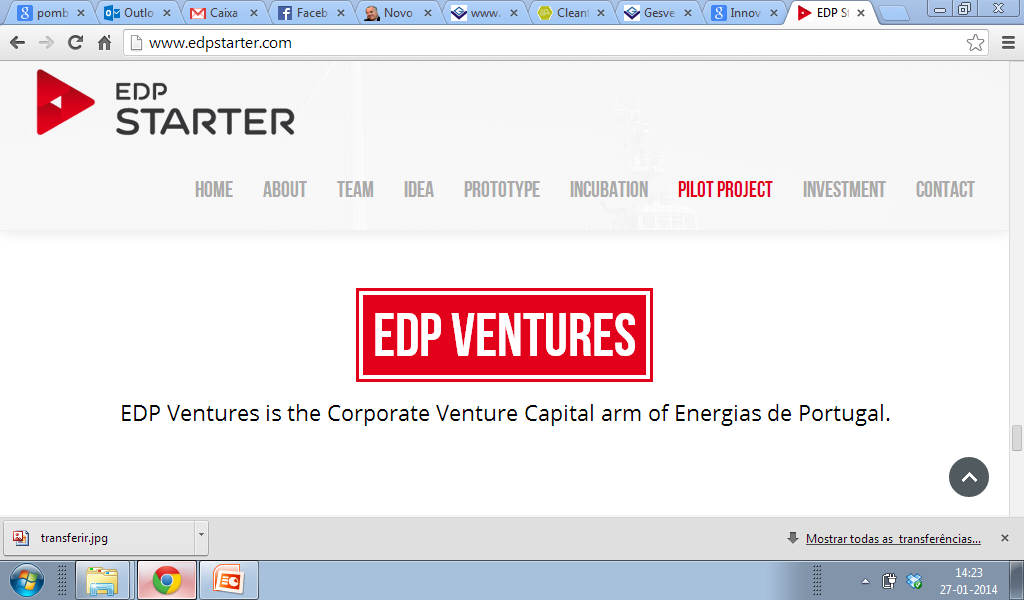 pomb
Outlo
Caixa
Faceb
Novo
www.
Clean
Gesve
Innov
EDP S
www.edpstarter.com
EDP
STARTER
HOME ABOUT TEAM IDEA PROTOTYPE INCUBATION PILOT PROJECT INVESTMENT CONTACT
EDP VENTURES
EDP Ventures is the Corporate Venture Capital arm of Energias de Portugal.
transferir.jpg
Mostrar todas as transferências...
14:23
27-01-2014